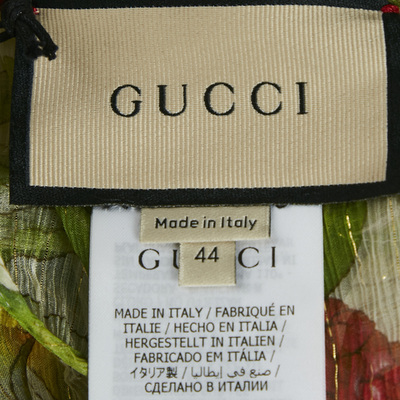 GUCCI
Made in Italy
44
GUCCI
MADE IN ITALY / FABRIQUÉ EN
ITALIE / HECHO EN ITALIA /
HERGESTELLT IN ITALIEN /
FABRICADO EM ITÁLIA /
イタリア製 / صنع في إيطاليا /
СДЕЛАНО В ИТАЛИИ